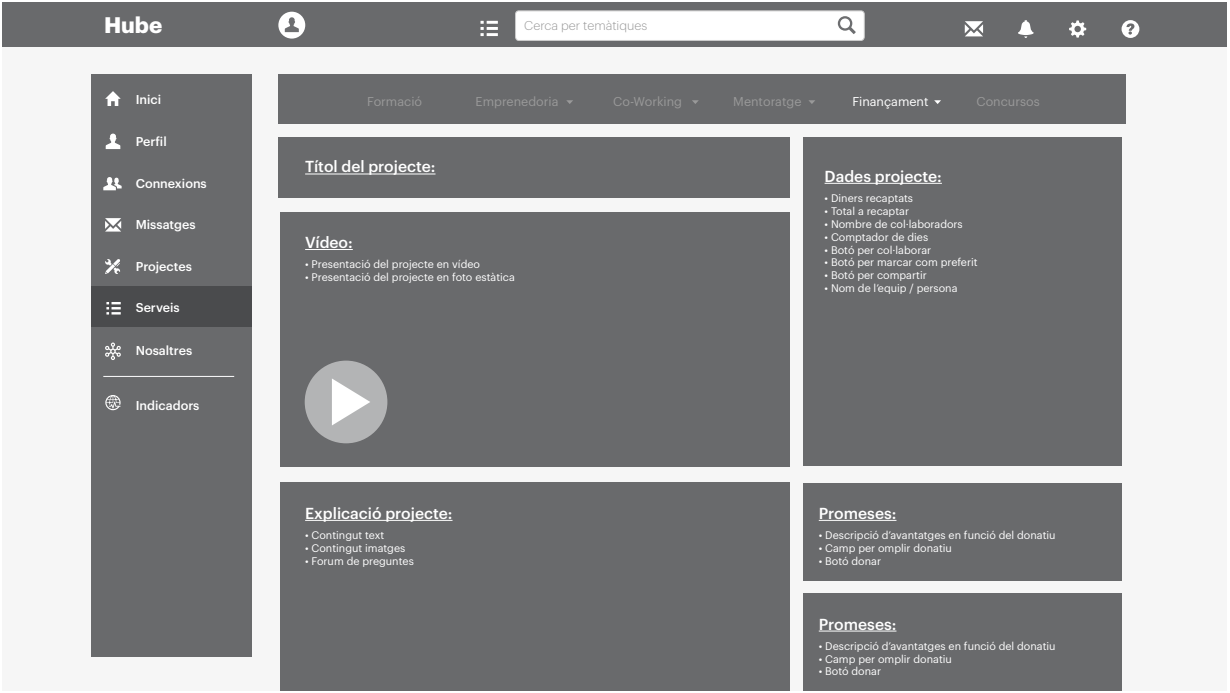 Hube
Cerca per temàtiques
Inici
Perfil
Connexions
Missatges
Projectes
Serveis
Nosaltres
Indicadors
Formació Emprenedoria Co-Working Mentoratge Finançament Concursos
Títol del projecte:
Vídeo:
• Presentació del projecte en vídeo
• Presentació del projecte en foto estàtica
Dades projecte:
• Diners recaptats
• Total a recaptar
• Nombre de col·laboradors
• Comptador de dies
• Botó per col·laborar
• Botó per marcar com preferit
• Botó per compartir
• Nom de l’equip / persona
Explicació projecte:
• Contingut text
• Contingut imatges
• Forum de preguntes
Promeses:
• Descripció d’avantatges en funció del donatiu
• Camp per omplir donatiu
• Botó donar
Promeses:
• Descripció d’avantatges en funció del donatiu
• Camp per omplir donatiu
• Botó donar